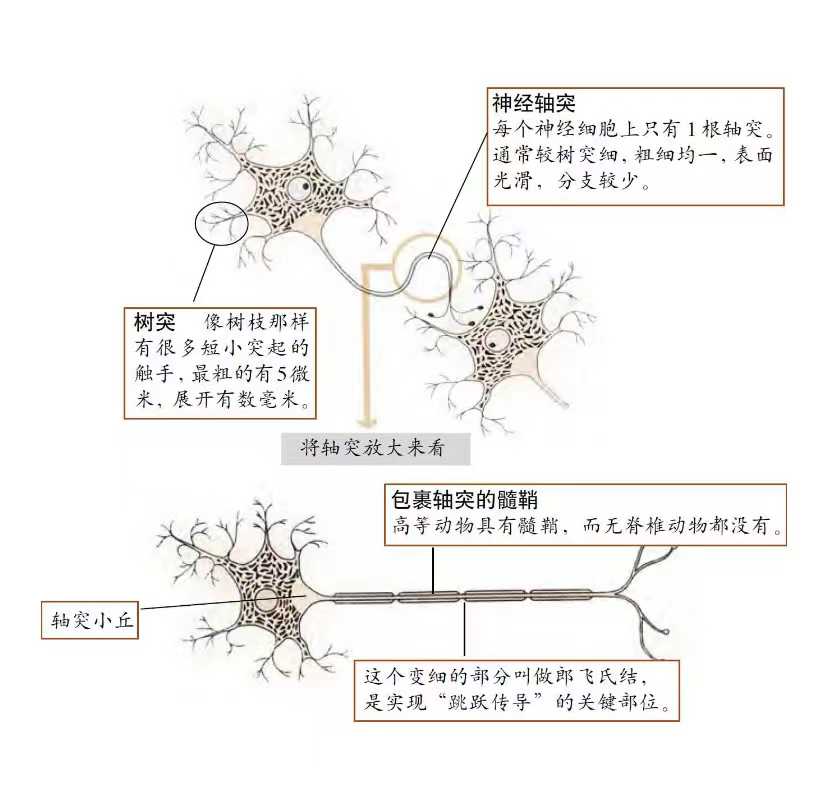 神经轴突
每个神经细胞上只有1根轴突。
通常较树突细，粗细均一，表面
光滑，分支较少。
树突 像树枝那样
有很多短小突起的
触手，最粗的有5微
米，展开有数毫米。
将轴突放大来看
包裹轴突的髓鞘
高等动物具有髓鞘，而无脊椎动物都没有。
轴突小丘
这个变细的部分叫做郎飞氏结，
是实现“跳跃传导”的关键部位。